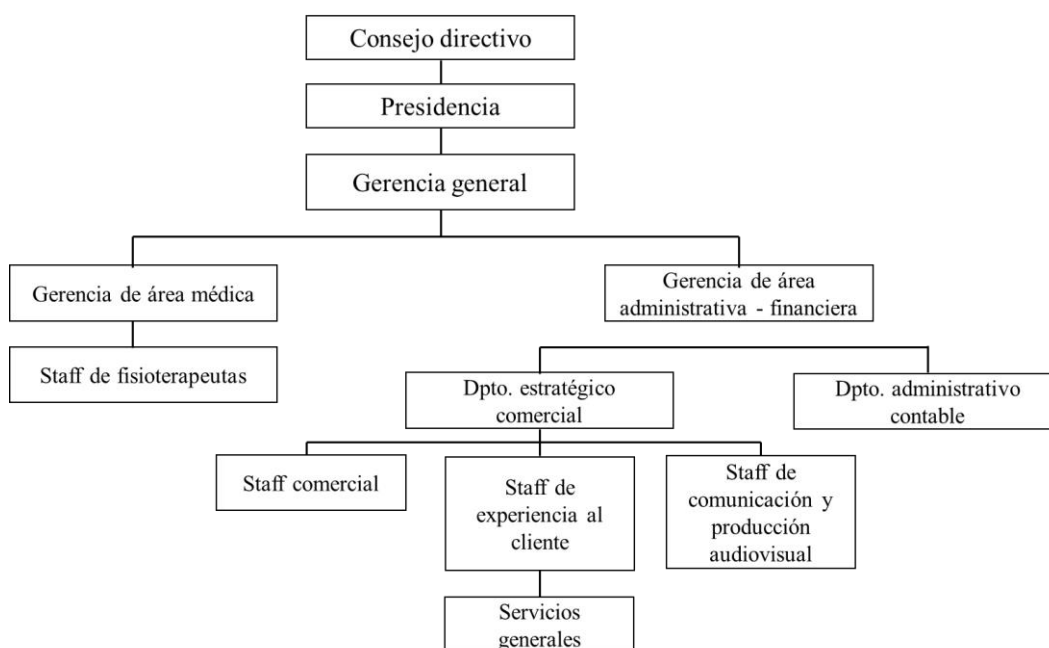 Consejo directivo
Presidencia
Gerencia general
Gerencia de área médica
Gerencia de área
administrativa - financiera
Staff de fisioterapeutas
Dpto. estratégico
comercial
Dpto. administrativo
contable
Staff comercial
Staff de
experiencia al
cliente
Staff de
comunicación y
producción
audiovisual
Servicios
generales